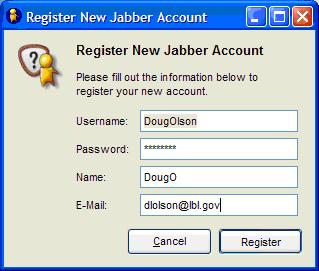 Register New Jabber Account
Register New Jabber Account
Please fill out the information below to
register your new account.
Username: DougOlson
Password: ********
Name: DougO
E-Mail: dlolson@lbl.gov
Cancel Register